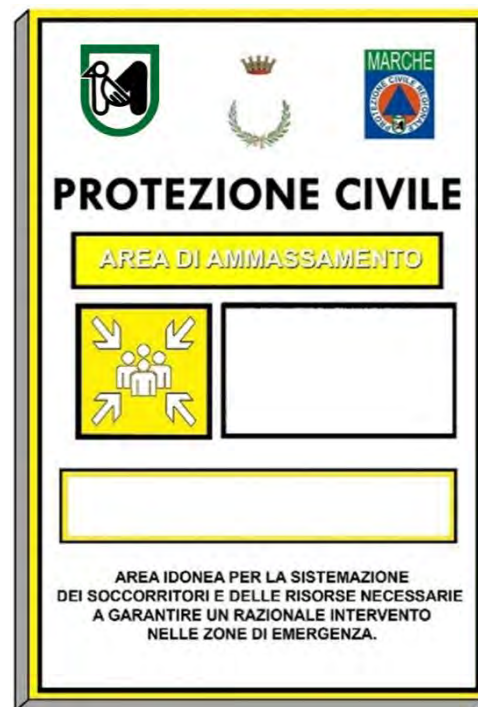 MARCHE
PROTEZIONE CIVILE REGIONALE
PROTEZIONE CIVILE
AREA DI AMMASSAMENTO
AREA IDONEA PER LA SISTEMAZIONE
DEI SOCCORRITORI E DELLE RISORSE NECESSARIE
A GARANTIRE UN RAZIONALE INTERVENTO
NELLE ZONE DI EMERGENZA.